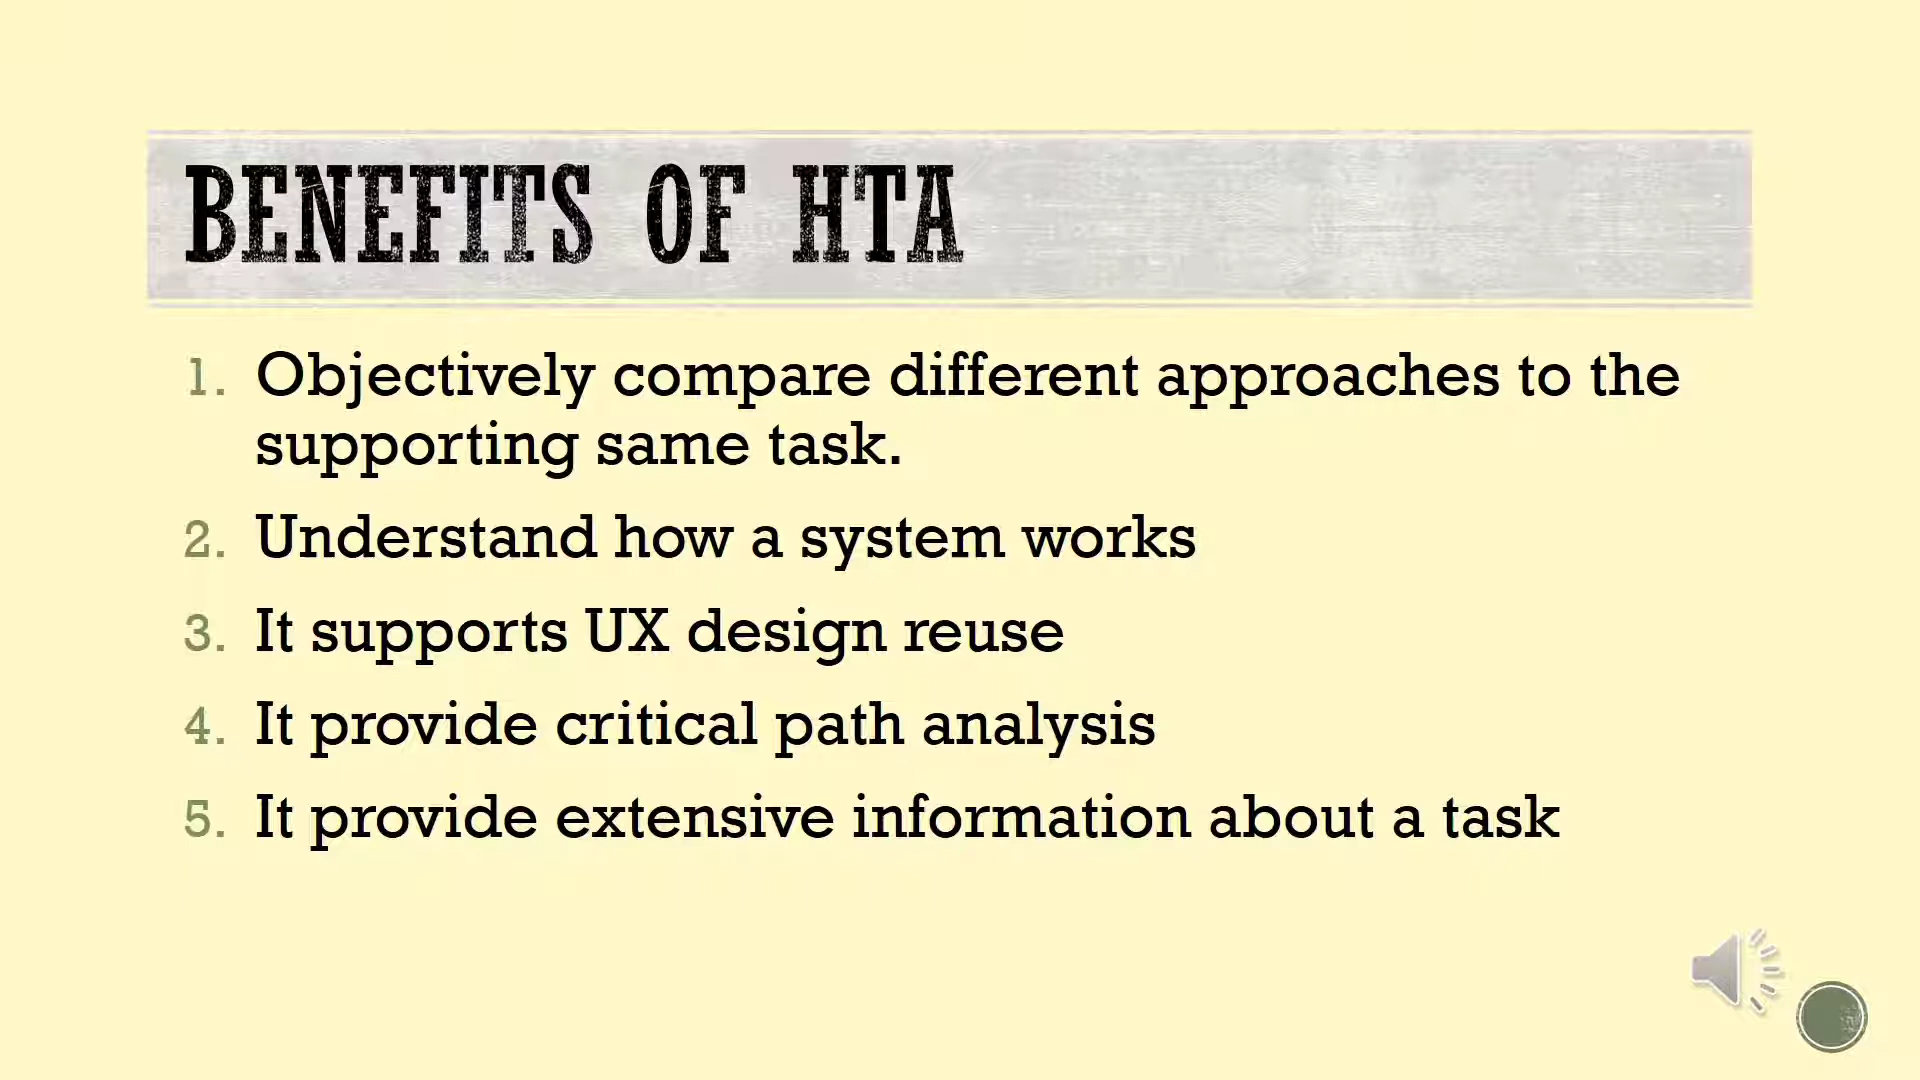 BENEFITS OF HTA
1. Objectively compare different approaches to the
supporting same task.
2. Understand how a system works
3. It supports UX design reuse
4. It provide critical path analysis
5. It provide extensive information about a task